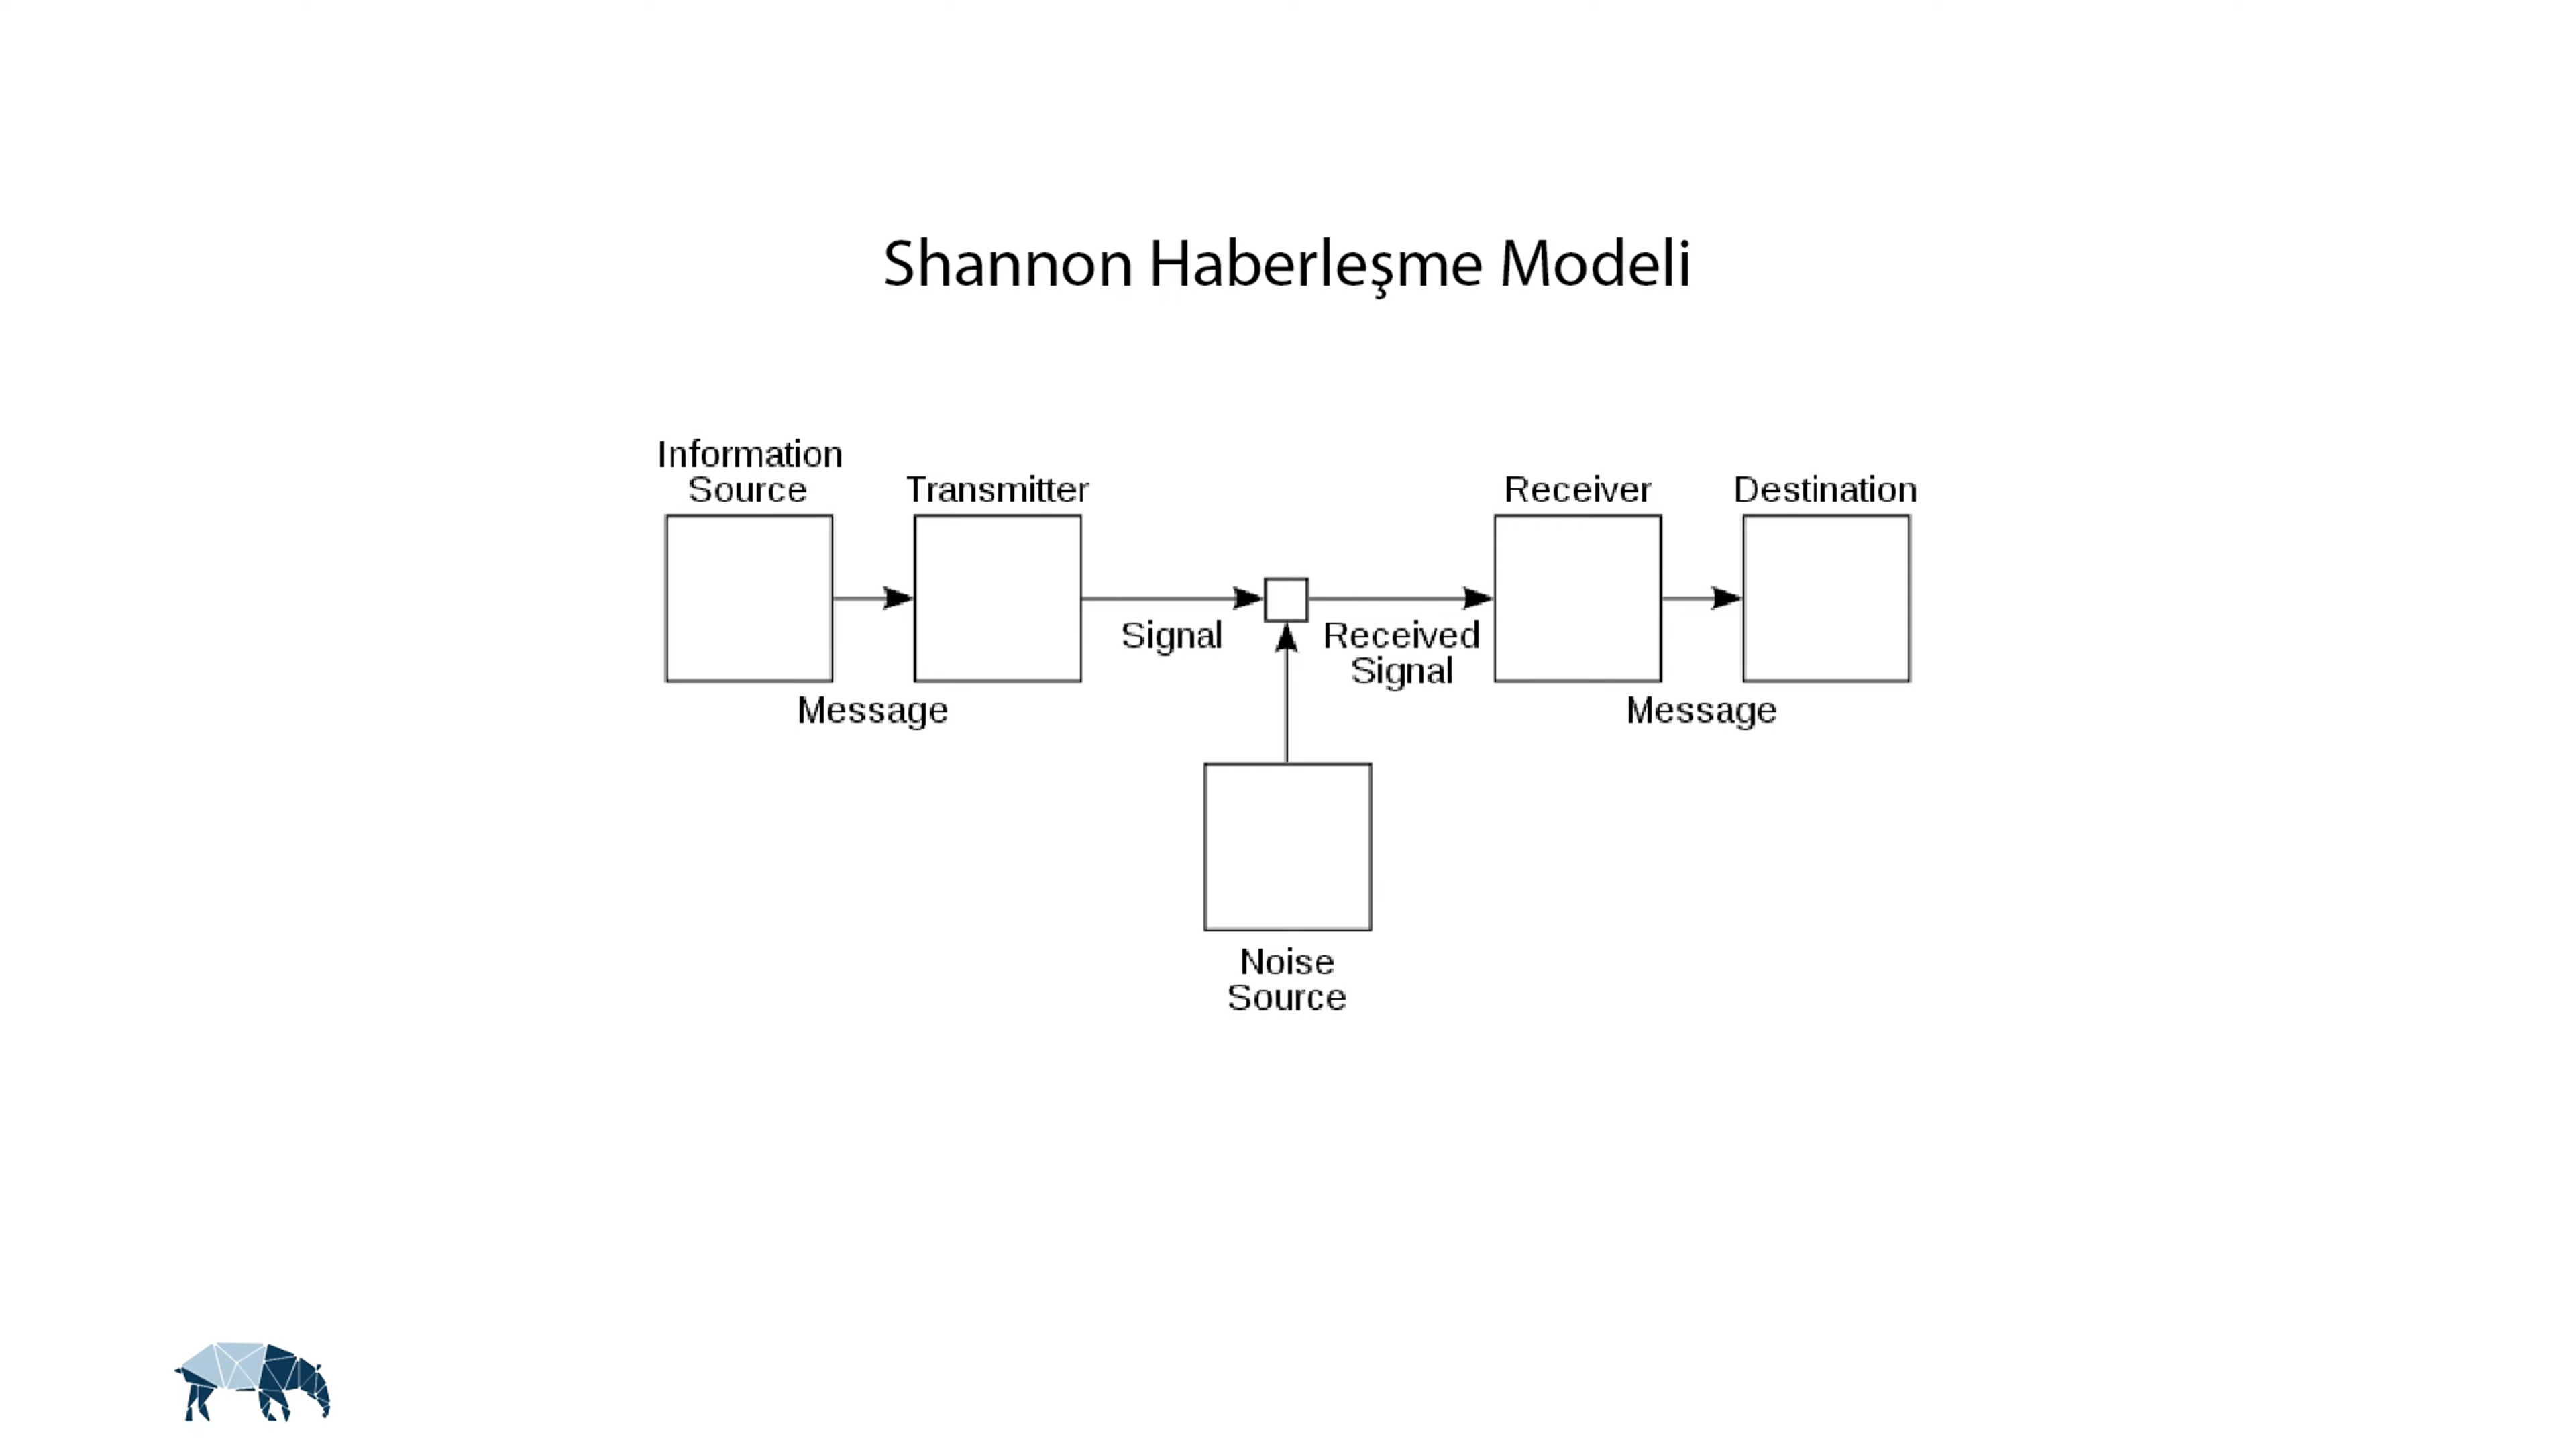 Shannon Haberleşme Modeli
Information
Source
Transmitter
Receiver
Destination
Signal
Received
Signal
Message
Message
Noise
Source